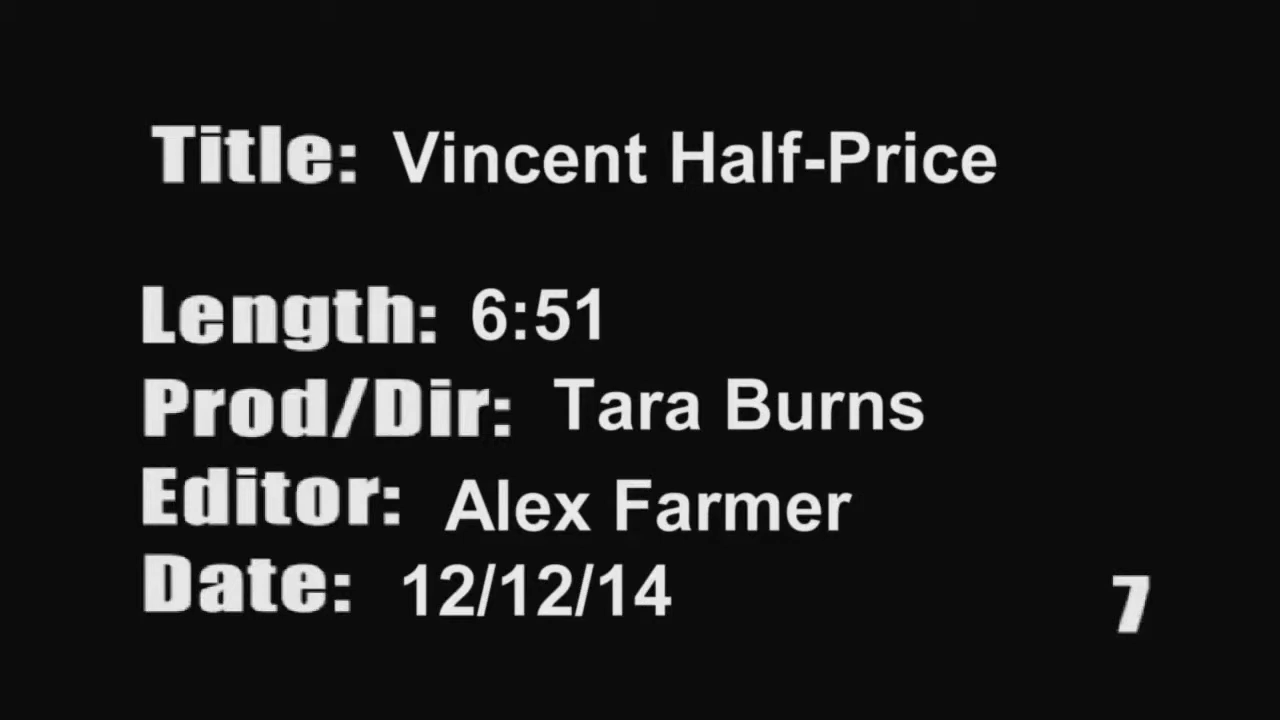 Title: Vincent Half-Price
Length: 6:51
Prod/Dir: Tara Burns
Editor: Alex Farmer
Date: 12/12/14
7